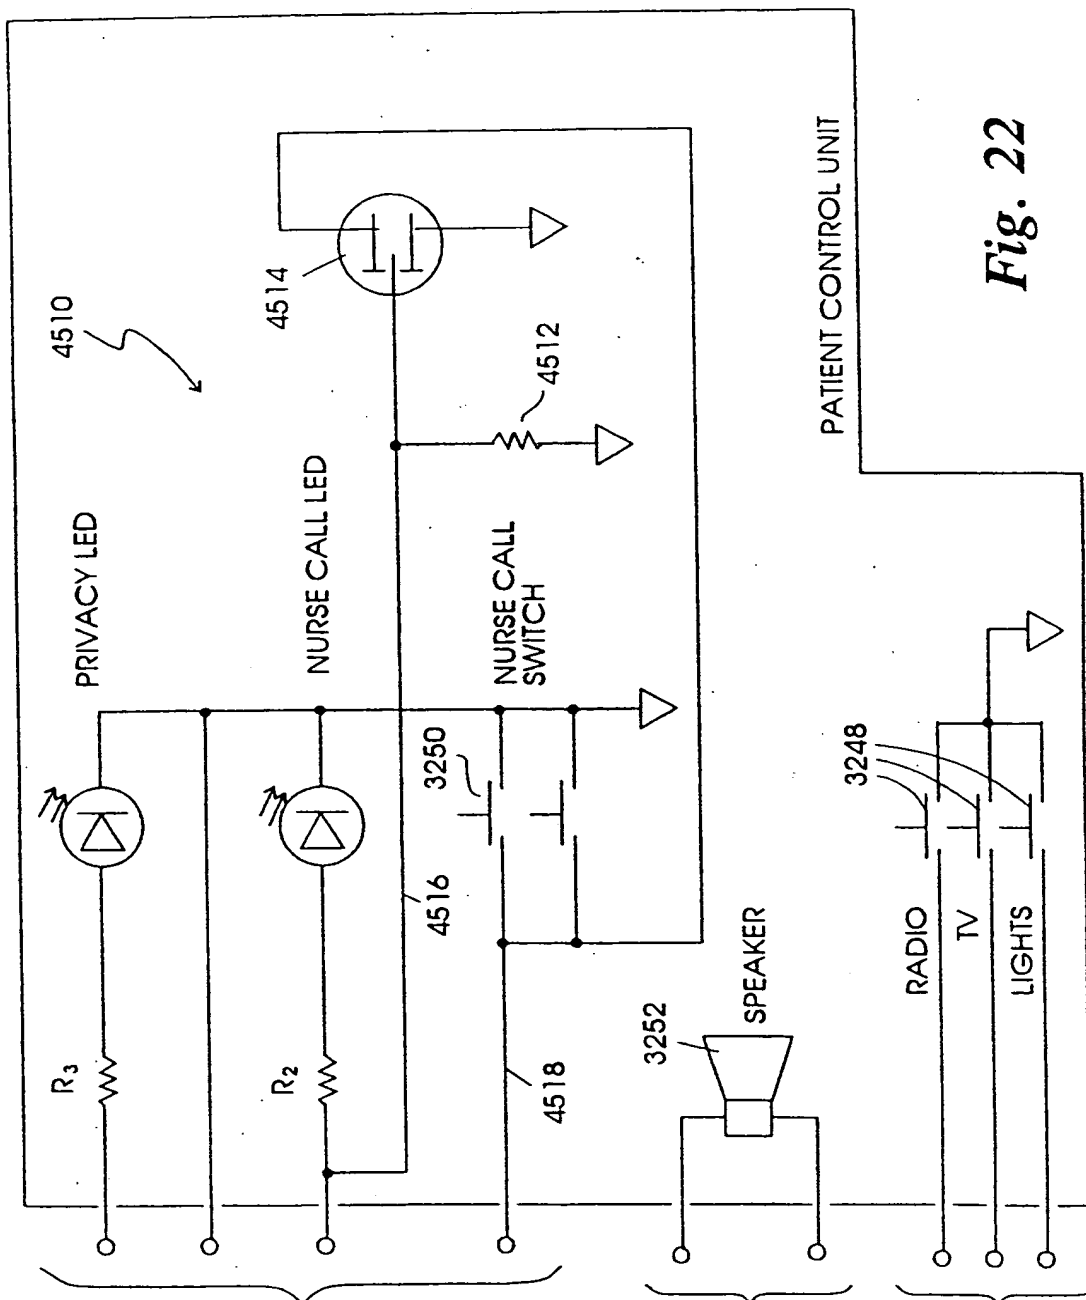 4510
PRIVACY LED
R3
NURSE CALL LED
R2
4514
4512
4516
NURSE CALL
SWITCH
3250
4518
3252
SPEAKER
RADIO
TV
LIGHTS
3248
PATIENT CONTROL UNIT
Fig. 22